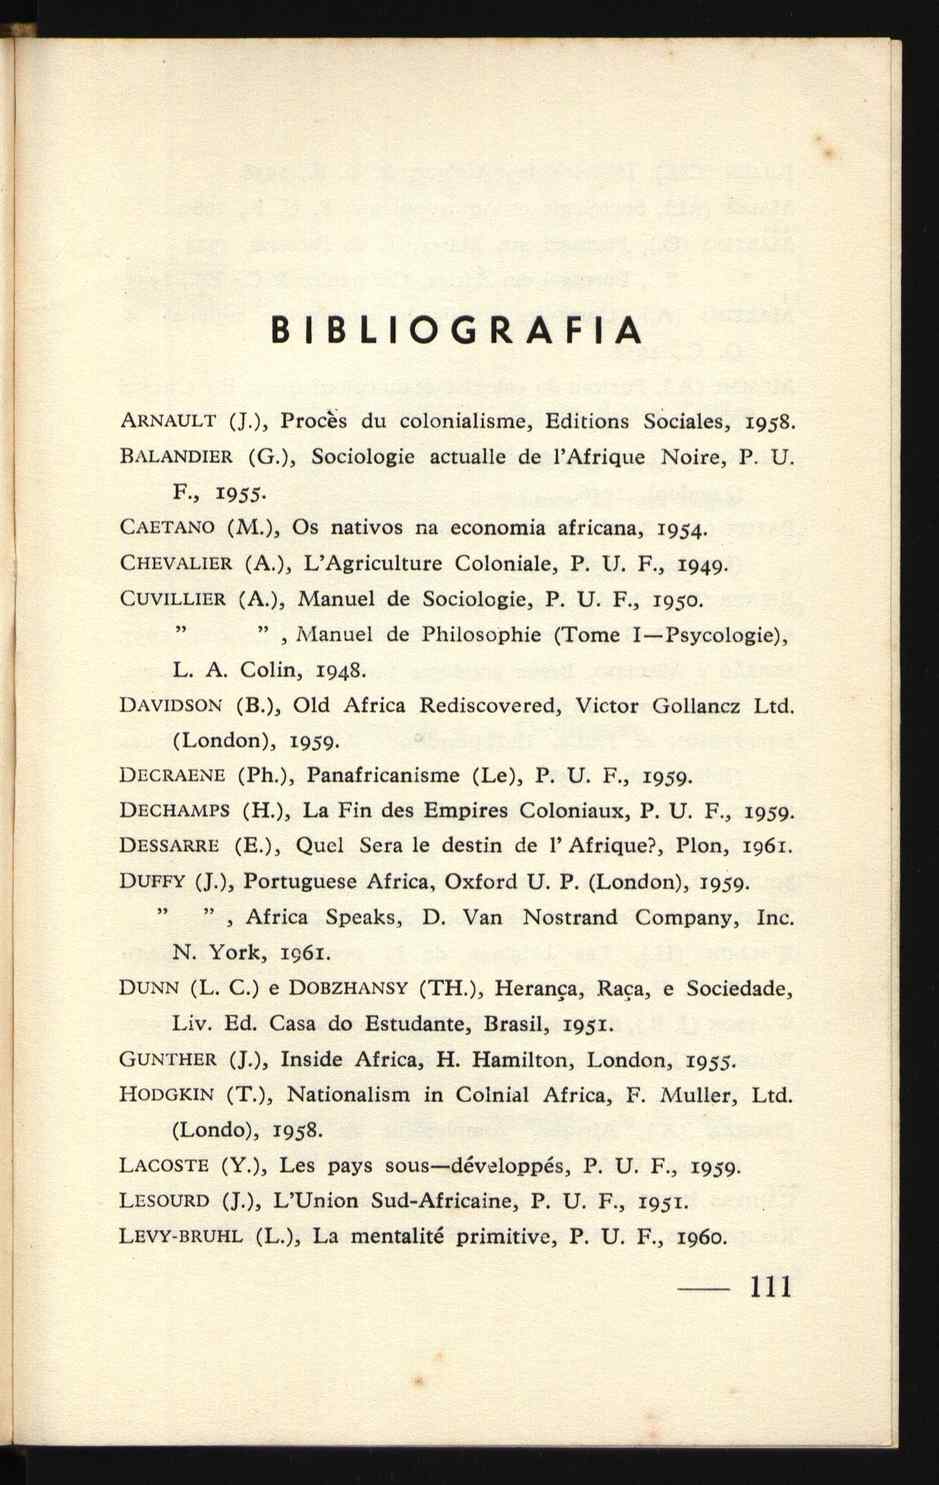 BIBLIOGRAFIA
ARNAULT (J.), Procès du colonialisme, Editions Sociales, 1958.
BALANDIER (G.), Sociologie actualle de l'Afrique Noire, P. U.
F., 1955.
CAETANO (M.), Os nativos na economia africana, 1954.
CHEVALIER (A.), L'Agriculture Coloniale, P. U. F., 1949.
CUVILLIER (A.), Manuel de Sociologie, P. U. F., 1950.
” ” , Manuel de Philosophie (Tome I—Psycologie),
L. A. Colin, 1948.
DAVIDSON (B.), Old Africa Rediscovered, Victor Gollancz Ltd.
(London), 1959.
DECRAENE (Ph.), Panafricanisme (Le), P. U. F., 1959.
DECHAMPS (H.), La Fin des Empires Coloniaux, P. U. F., 1959.
DESSARRE (E.), Quel Sera le destin de l' Afrique?, Plon, 1961.
DUFFY (J.), Portuguese Africa, Oxford U. P. (London), 1959.
” ” , Africa Speaks, D. Van Nostrand Company, Inc.
N. York, 1961.
DUNN (L. C.) e DOBZHANSY (TH.), Herança, Raça, e Sociedade,
Liv. Ed. Casa do Estudante, Brasil, 1951.
GUNTHER (J.), Inside Africa, H. Hamilton, London, 1955.
HODGKIN (T.), Nationalism in Colnial Africa, F. Muller, Ltd.
(Londo), 1958.
LACOSTE (Y.), Les pays sous—développés, P. U. F., 1959.
LESOURD (J.), L'Union Sud-Africaine, P. U. F., 1951.
LEVY-BRUHL (L.), La mentalité primitive, P. U. F., 1960.
—— 111